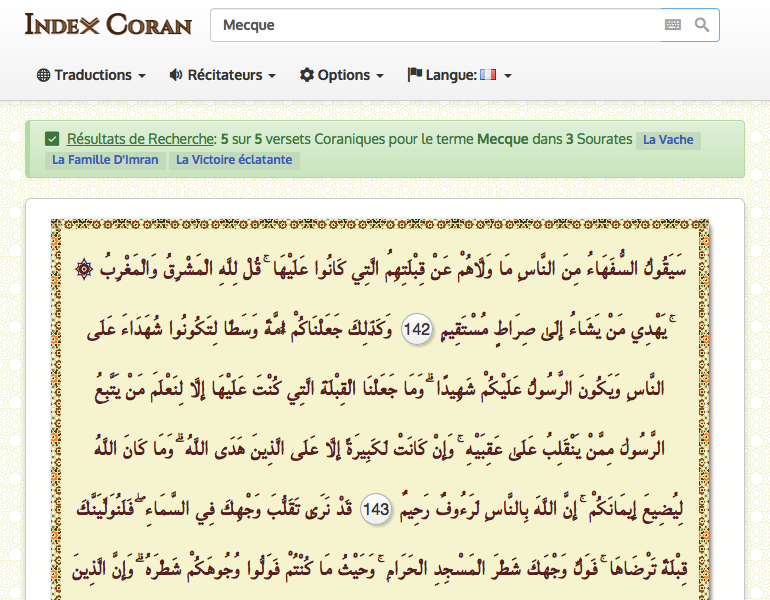 INDEX CORAN
Mecque
Traductions
Récitateurs
Options
Langue:
Résultats de Recherche: 5 sur 5 versets Coraniques pour le terme Mecque dans 3 Sourates La Vache
La Famille D'Imran La Victoire éclatante
سَيَقُولُ السُّفَهَاءُ مِنَ النَّاسِ مَا وَلَّاهُمْ عَنْ قِبْلَتِهِمُ الَّتِي كَانُوا عَلَيْهَا ۚ قُلْ لِلَّهِ الْمَشْرِقُ وَالْمَغْرِبُ ۞
ۚ يَهْدِي مَنْ يَشَاءُ إِلَىٰ صِرَاطٍ مُسْتَقِيمٍ 142 وَكَذَٰلِكَ جَعَلْنَاكُمْ أُمَّةً وَسَطًا لِتَكُونُوا شُهَدَاءَ عَلَى
النَّاسِ وَيَكُونَ الرَّسُولُ عَلَيْكُمْ شَهِيدًا ۗ وَمَا جَعَلْنَا الْقِبْلَةَ الَّتِي كُنْتَ عَلَيْهَا إِلَّا لِنَعْلَمَ مَنْ يَتَّبِعُ
الرَّسُولَ مِمَّنْ يَنْقَلِبُ عَلَىٰ عَقِبَيْهِ ۚ وَإِنْ كَانَتْ لَكَبِيرَةً إِلَّا عَلَى الَّذِينَ هَدَى اللَّهُ ۗ وَمَا كَانَ اللَّهُ
لِيُضِيعَ إِيمَانَكُمْ ۚ إِنَّ اللَّهَ بِالنَّاسِ لَرَءُوفٌ رَحِيمٌ 143 قَدْ نَرَىٰ تَقَلُّبَ وَجْهِكَ فِي السَّمَاءِ ۖ فَلَنُوَلِّيَنَّكَ
قِبْلَةً تَرْضَاهَا ۚ فَوَلِّ وَجْهَكَ شَطْرَ الْمَسْجِدِ الْحَرَامِ ۚ وَحَيْثُ مَا كُنْتُمْ فَوَلُّوا وُجُوهَكُمْ شَطْرَهُ ۗ وَإِنَّ الَّذِينَ